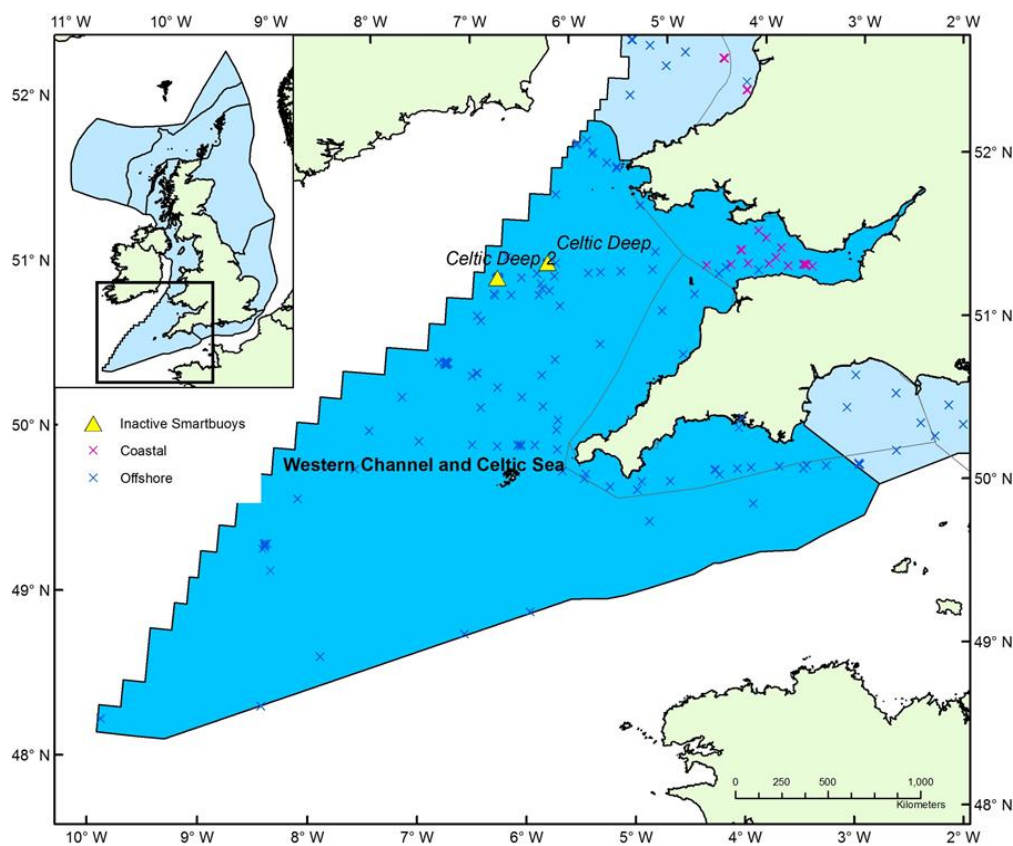 11° W 10° W 9° W 8° W 7° W 6° W 5° W 4° W 3° W 2° W
52° N
52° N
Celtic Deep
Celtic Deep 2
51° N
51° N
50° N
Inactive Smartbuoys
Coastal
Offshore
Western Channel and Celtic Sea
50° N
49° N
49° N
48° N
0 250 500 1,000
Kilometers
48° N
10° W 9° W 8° W 7° W 6° W 5° W 4° W 3° W 2° W